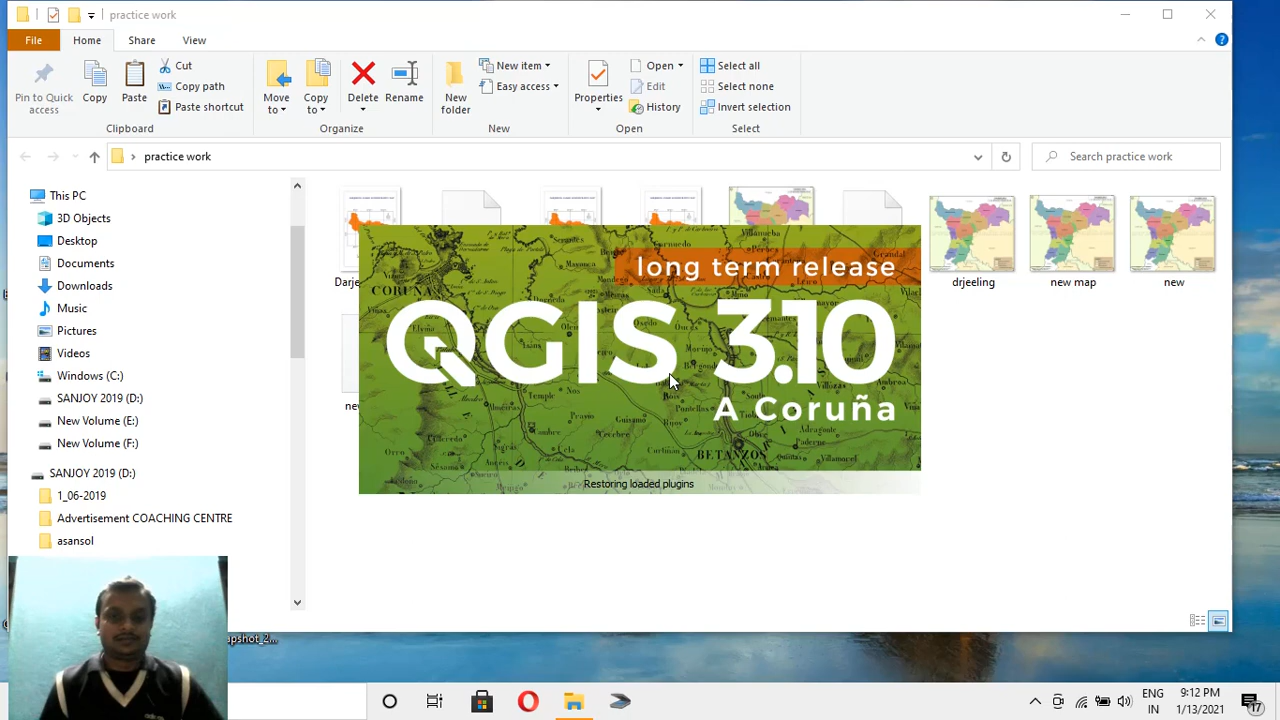 practice work
File Home Share View
Pin to Quick access
Copy
Paste
Cut
Copy path
Paste shortcut
Clipboard
Move to
Copy to
Delete
Rename
Organize
New folder
New item
Easy access
New
Properties
Open
Edit
History
Open
Select all
Select none
Invert selection
Select
practice work
Search practice work
This PC
3D Objects
Desktop
Documents
Downloads
Music
Pictures
Videos
Windows (C:)
SANJOY 2019 (D:)
New Volume (E:)
New Volume (F:)
SANJOY 2019 (D:)
1_06-2019
Advertisement COACHING CENTRE
asansol
Darje
drjeeling
new map
new
long term release
QGIS 3.10
A Coruña
CORUÑA
BETANZOS
Restoring loaded plugins
apshot_2...
ENG
IN
9:12 PM
1/13/2021
17